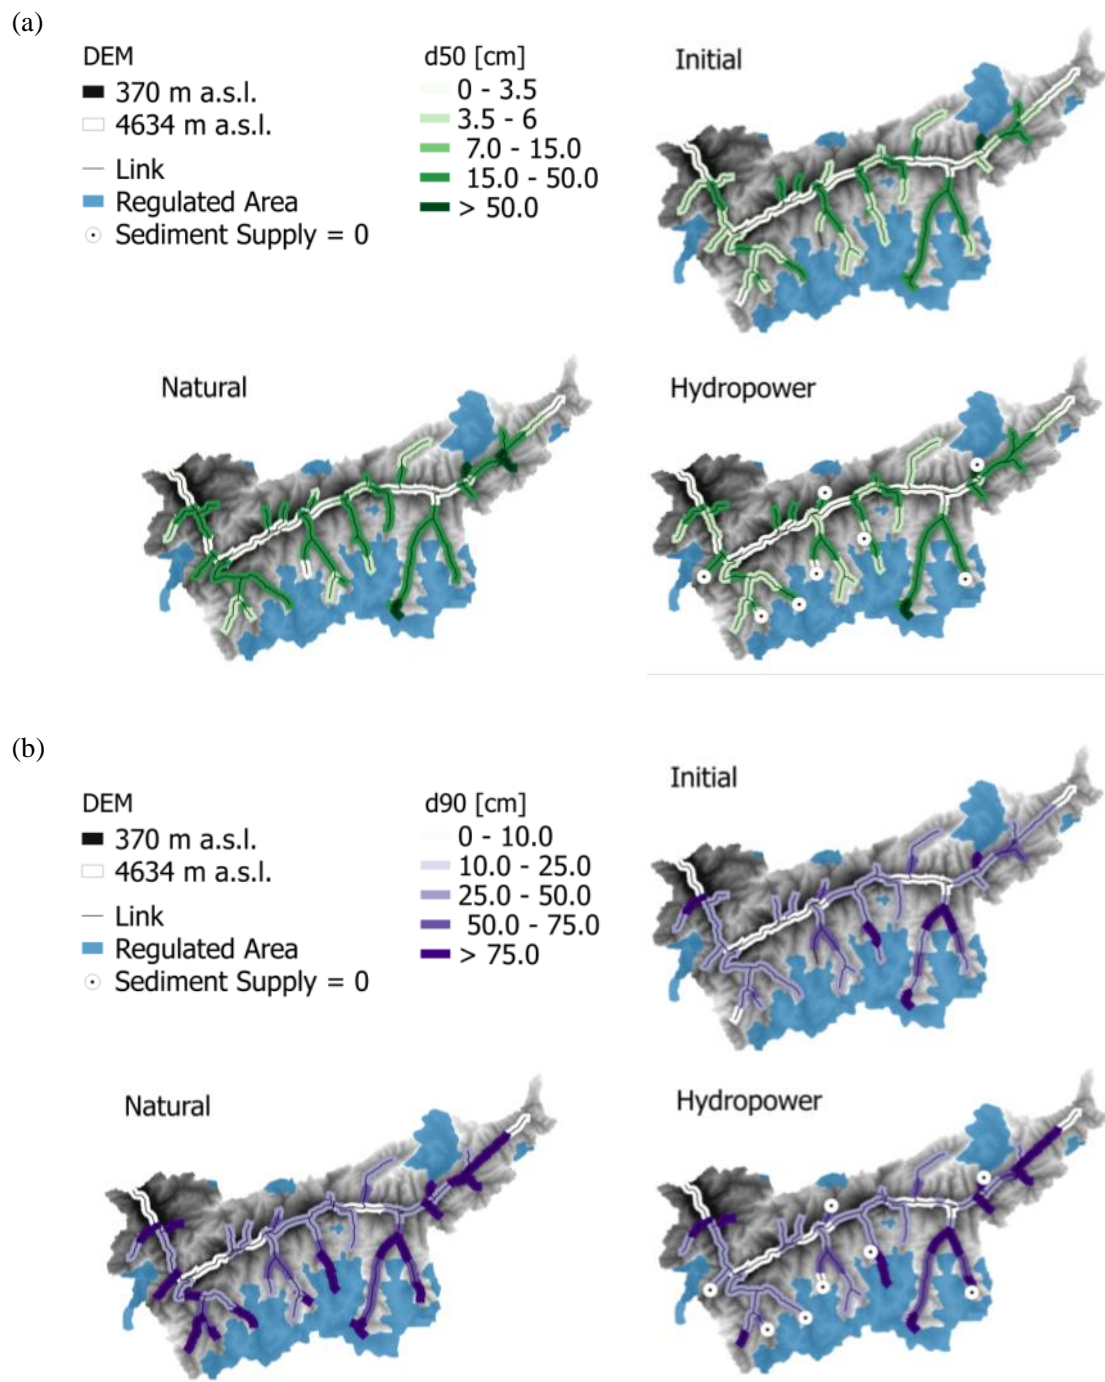 (a)
DEM
370 m a.s.l.
4634 m a.s.l.
Link
Regulated Area
Sediment Supply = 0
d50 [cm]
0 - 3.5
3.5 - 6
7.0 - 15.0
15.0 - 50.0
> 50.0
Initial
Natural
Hydropower
(b)
DEM
370 m a.s.l.
4634 m a.s.l.
Link
Regulated Area
Sediment Supply = 0
d90 [cm]
0 - 10.0
10.0 - 25.0
25.0 - 50.0
50.0 - 75.0
> 75.0
Initial
Natural
Hydropower